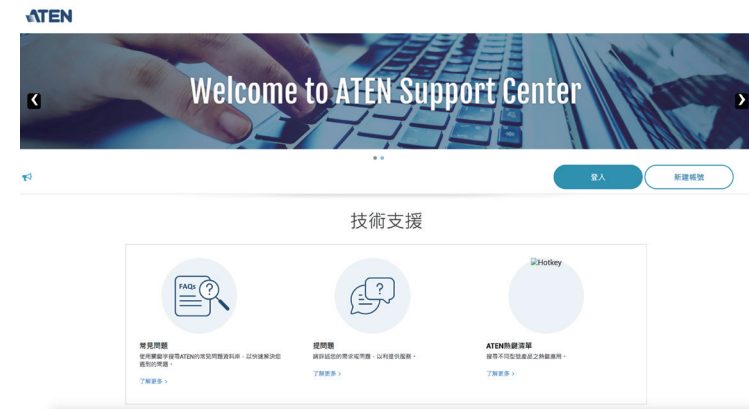 ATEN
Welcome to ATEN Support Center
登入
新建帳號
技術支援
FAQs
Hotkey
常見問題
使用關鍵字搜尋ATEN的常見問題資料庫，以快速解決您
遇到的問題。
了解更多 >
提問題
請詳述您的需求或問題，以利提供服務。
了解更多 >
ATEN熱鍵清單
搜尋不同型號產品之熱鍵應用。
了解更多 >